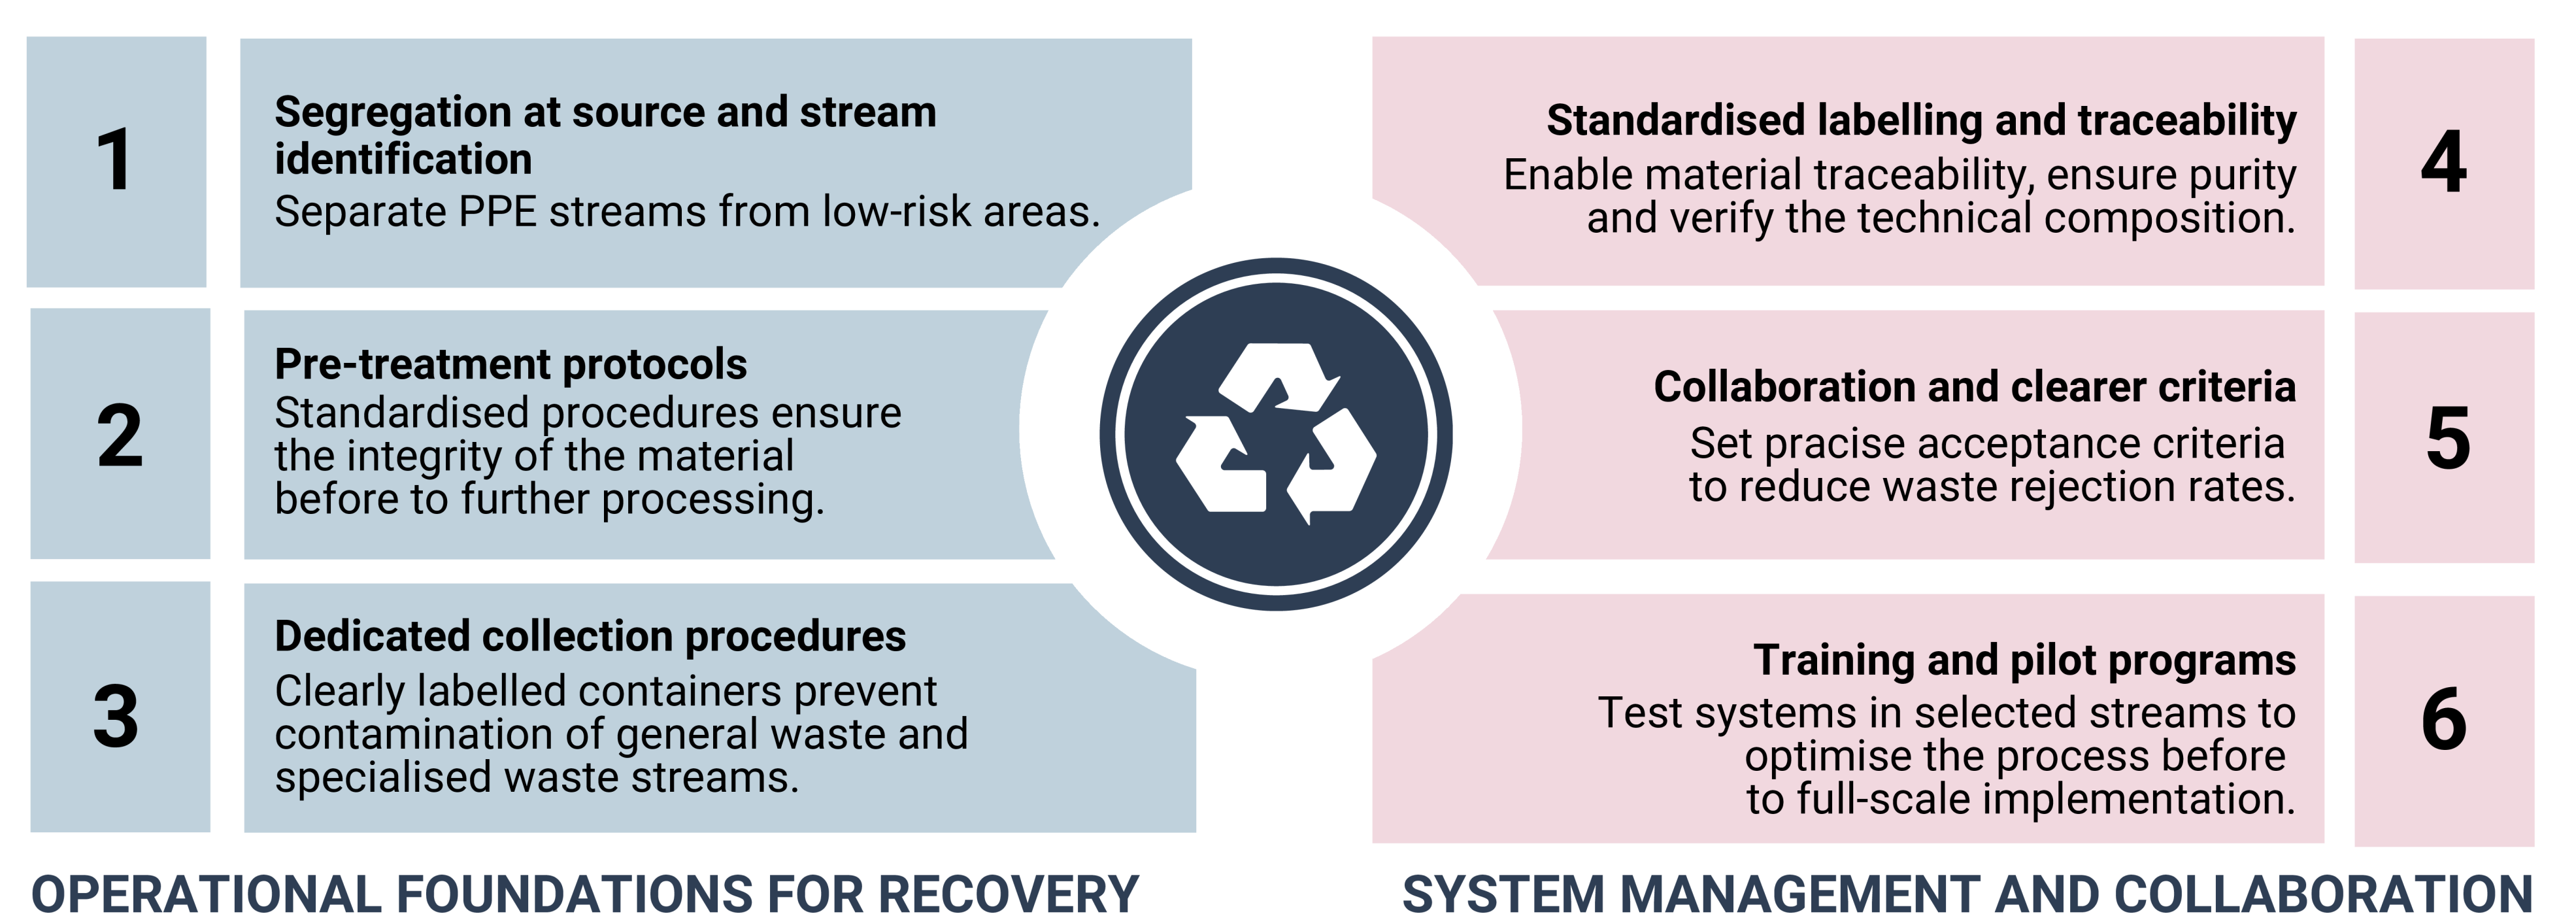 1
Segregation at source and stream
identification
Separate PPE streams from low-risk areas.
2
Pre-treatment protocols
Standardised procedures ensure
the integrity of the material
before to further processing.
3
Dedicated collection procedures
Clearly labelled containers prevent
contamination of general waste and
specialised waste streams.
OPERATIONAL FOUNDATIONS FOR RECOVERY
4
Standardised labelling and traceability
Enable material traceability, ensure purity
and verify the technical composition.
5
Collaboration and clearer criteria
Set pracise acceptance criteria
to reduce waste rejection rates.
6
Training and pilot programs
Test systems in selected streams to
optimise the process before
to full-scale implementation.
SYSTEM MANAGEMENT AND COLLABORATION